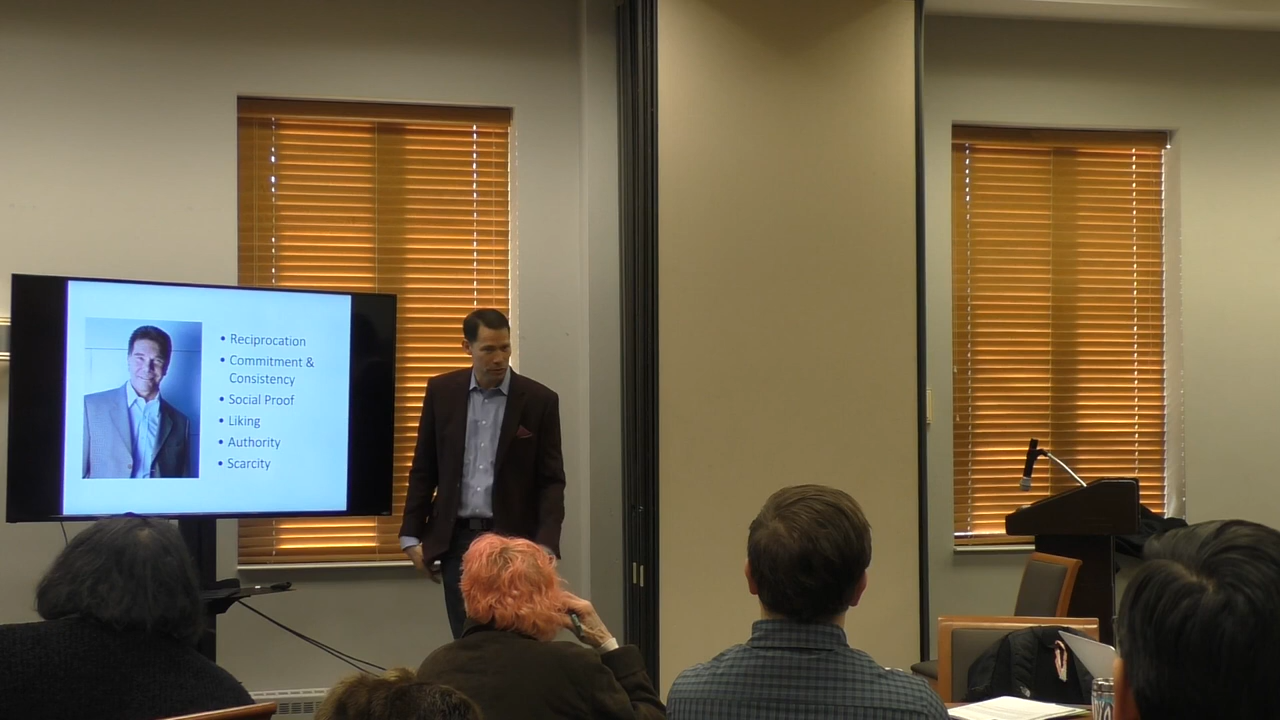 • Reciprocation
• Commitment &
Consistency
• Social Proof
• Liking
• Authority
• Scarcity